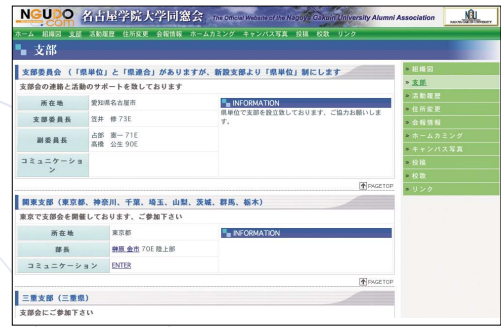 NGUDO .COM 名古屋学院大学同窓会 The Official Website of the Nagoya Gakuin University Alumni Association NGU
ホーム 組織図 支部 活動履歴 住所変更 会報情報 ホームカミング キャンパス写真 投稿 校歌 リンク
支部
支部委員会 (「県単位」と「県連合」がありますが、新設支部より「県単位」制にします
支部会の連絡と活動のサポートを致しております
所在地 愛知県名古屋市
支部委員長 笠井 修 73E
副委員長 占部 憲一 71E
高橋 公生 90E
コミュニケーション
INFORMATION
県単位で支部を設立致しております、ご協力お願いします。
PAGETOP
関東支部(東京都、神奈川、千葉、埼玉、山梨、茨城、群馬、栃木)
東京で支部会を開催しております、ご参加下さい
所在地 東京都
部長 榊原 金市 70E 陸上部
コミュニケーション ENTER
INFORMATION
PAGETOP
三重支部(三重県)
支部会にご参加下さい
組織図
支部
活動履歴
住所変更
会報情報
ホームカミング
キャンパス写真
投稿
校歌
リンク